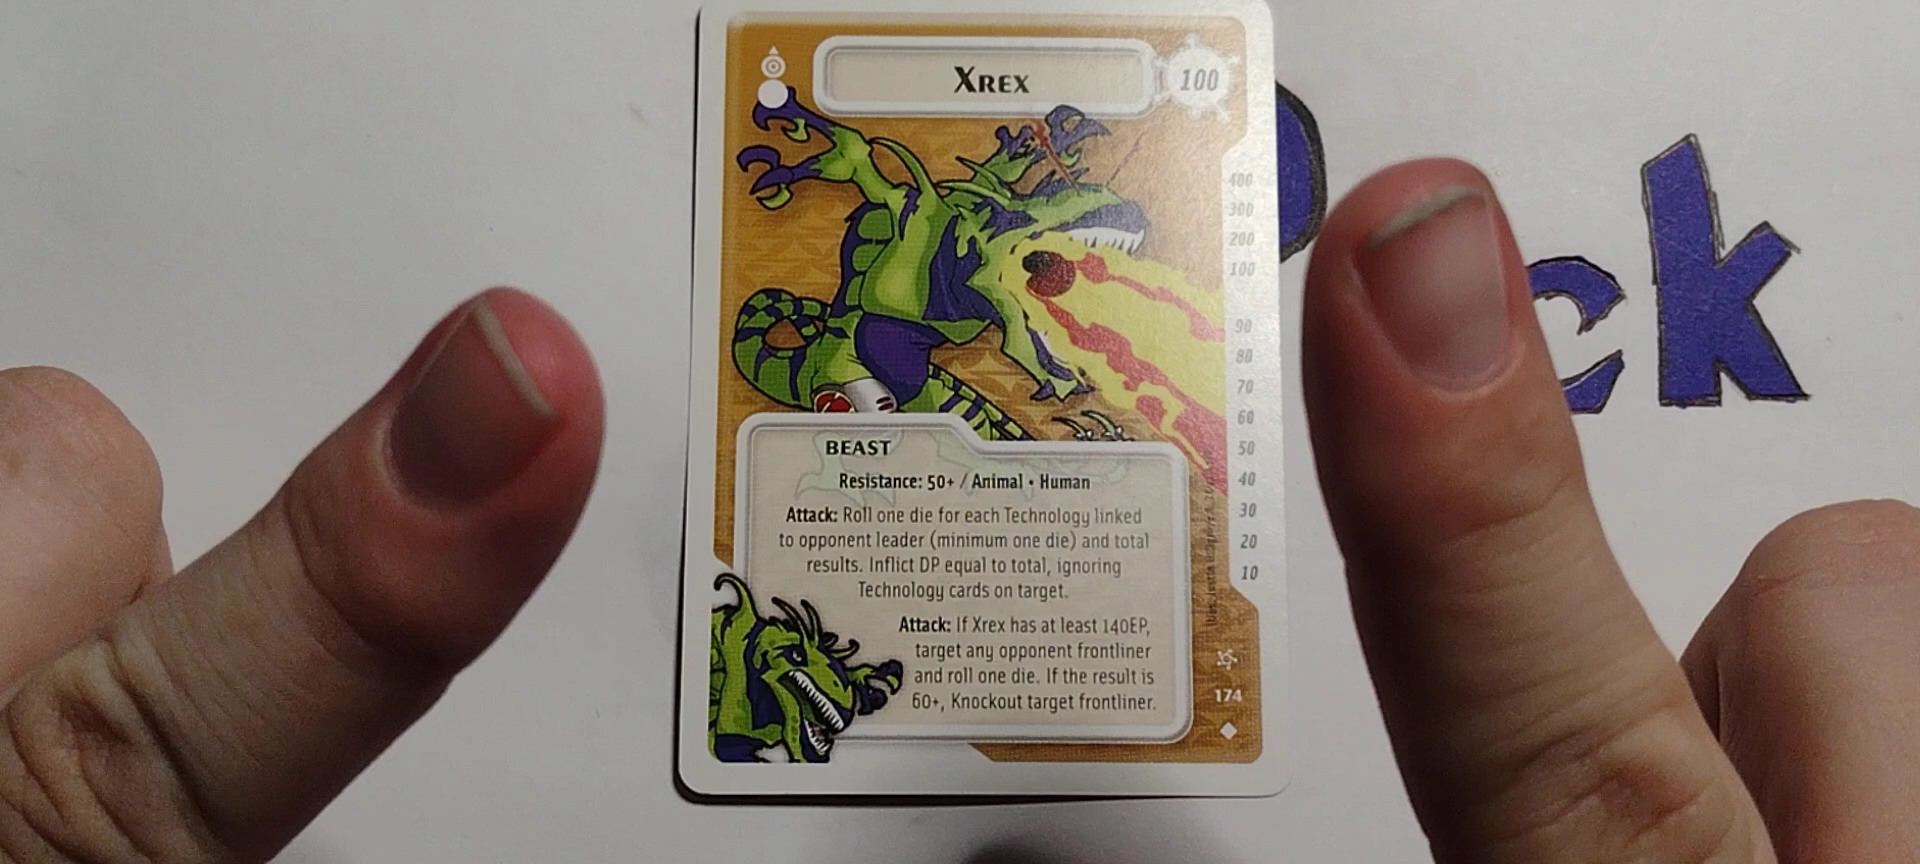 XREX
100
400
300
200
100
90
80
70
60
50
40
30
20
10
BEAST
Resistance: 50+ / Animal • Human
Attack: Roll one die for each Technology linked
to opponent leader (minimum one die) and total
results. Inflict DP equal to total, ignoring
Technology cards on target.
Attack: If Xrex has at least 140EP,
target any opponent frontliner
and roll one die. If the result is
60+, Knockout target frontliner.
174
ck